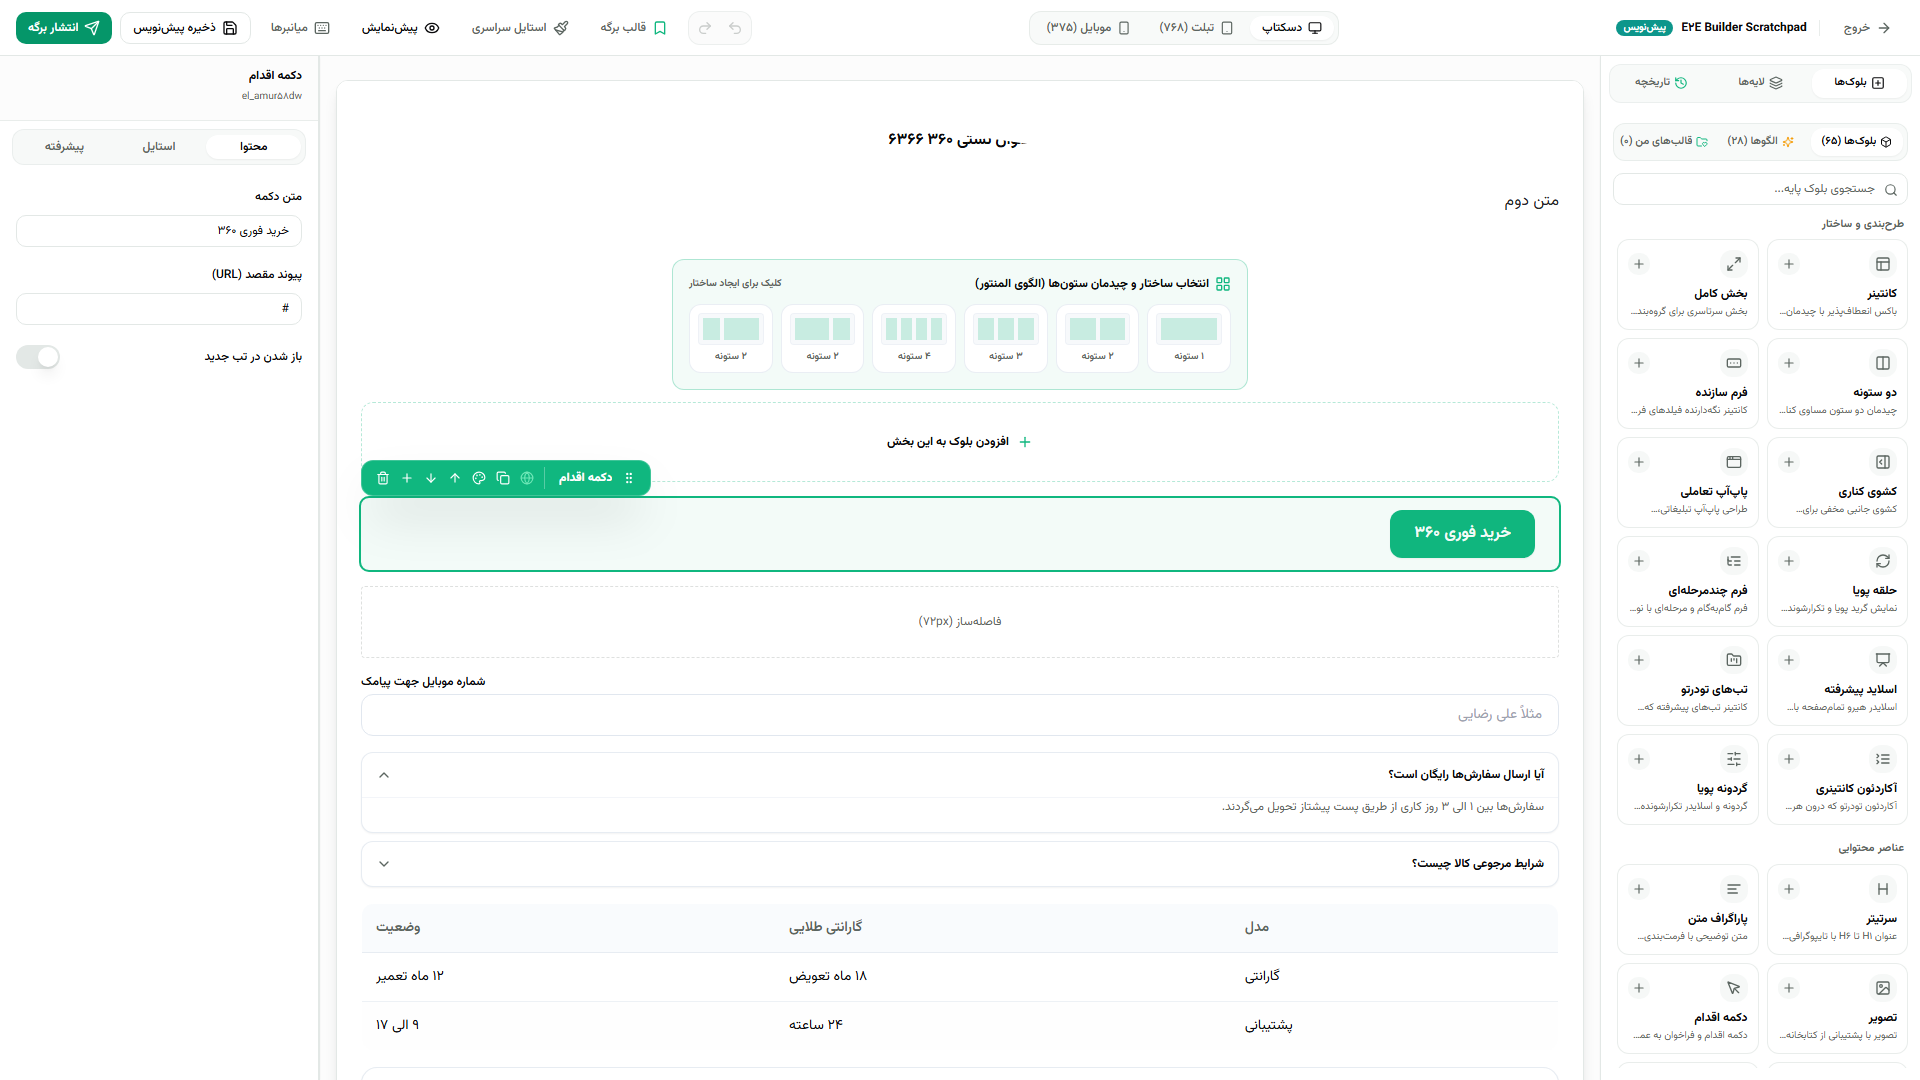 خروج
E2E Builder Scratchpad
پیش‌نویس
دسکتاپ
تبلت (۷۶۸)
موبایل (۳۷۵)
قالب برگه
استایل سراسری
پیش‌نمایش
میانبرها
ذخیره پیش‌نویس
انتشار برگه
بلوک‌ها
لایه‌ها
تاریخچه
بلوک‌ها (۶۵)
الگوها (۲۸)
قالب‌های من (۰)
جستجوی بلوک پایه...
طرح‌بندی و ساختار
کانتینر
باکس انعطاف‌پذیر با چیدمان...
بخش کامل
بخش سرتاسری برای گروه‌بند...
دو ستونه
چیدمان دو ستون مساوی کنا...
فرم سازنده
کانتینر نگه‌دارنده فیلدهای فر...
کشوی کناری
کشوی جانبی مخفی برای...
پاپ‌آپ تعاملی
طراحی پاپ‌آپ تبلیغاتی،...
حلقه پویا
نمایش گرید پویا و تکرارشوند...
فرم چندمرحله‌ای
فرم گام‌به‌گام و مرحله‌ای با نو...
اسلاید پیشرفته
اسلایدر هیرو تمام‌صفحه با...
تب‌های تودرتو
کانتینر تب‌های پیشرفته که...
آکاردئون کانتینری
آکاردئون تودرتو که درون هر...
گردونه پویا
گردونه و اسلایدر تکرارشونده...
عناصر محتوایی
سرتیتر
عنوان H1 تا H6 با تایپوگرافی...
پاراگراف متن
متن توضیحی با فرمت‌بندی...
تصویر
تصویر با پشتیبانی از کتابخانه...
دکمه اقدام
دکمه اقدام و فراخوان به عمـ...
تستی ۳۶۰ ۶۳۶۶
متن دوم
انتخاب ساختار و چیدمان ستون‌ها (الگوی المنتور)
کلیک برای ایجاد ساختار
۱ ستونه
۲ ستونه
۳ ستونه
۴ ستونه
۲ ستونه
۲ ستونه
افزودن بلوک به این بخش
دکمه اقدام
خرید فوری ۳۶۰
فاصله‌ساز (۷۲px)
شماره موبایل جهت پیامک
مثلاً علی رضایی
آیا ارسال سفارش‌ها رایگان است؟
سفارش‌ها بین ۱ الی ۳ روز کاری از طریق پست پیشتاز تحویل می‌گردند.
شرایط مرجوعی کالا چیست؟
مدل
گارانتی طلایی
وضعیت
گارانتی
۱۸ ماه تعویض
۱۲ ماه تعمیر
پشتیبانی
۲۴ ساعته
۹ الی ۱۷
دکمه اقدام
el_amur58dw
محتوا
استایل
پیشرفته
متن دکمه
خرید فوری ۳۶۰
پیوند مقصد (URL)
#
باز شدن در تب جدید